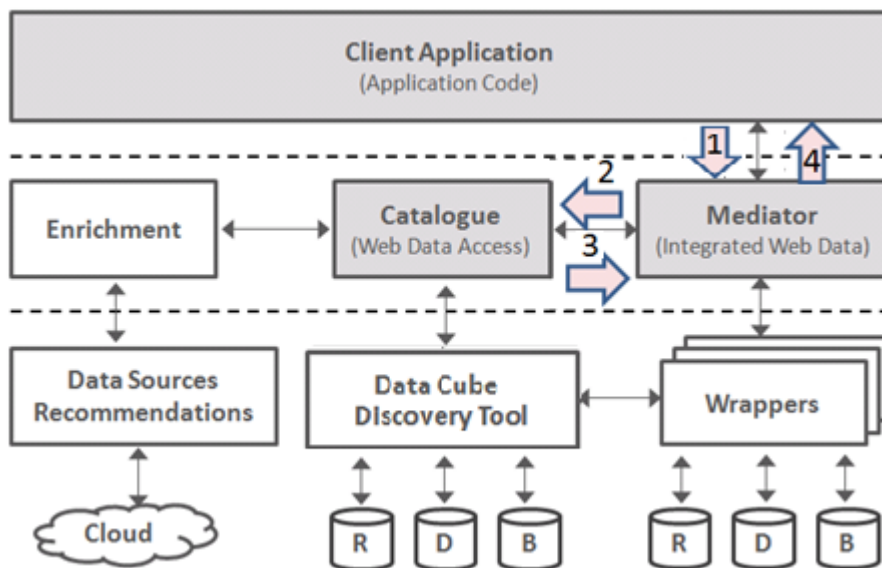 Client Application
(Application Code)
1
4
2
Enrichment
Catalogue
(Web Data Access)
Mediator
(Integrated Web Data)
3
Data Sources
Recommendations
Data Cube
Discovery Tool
Wrappers
Cloud
R
D
B
R
D
B